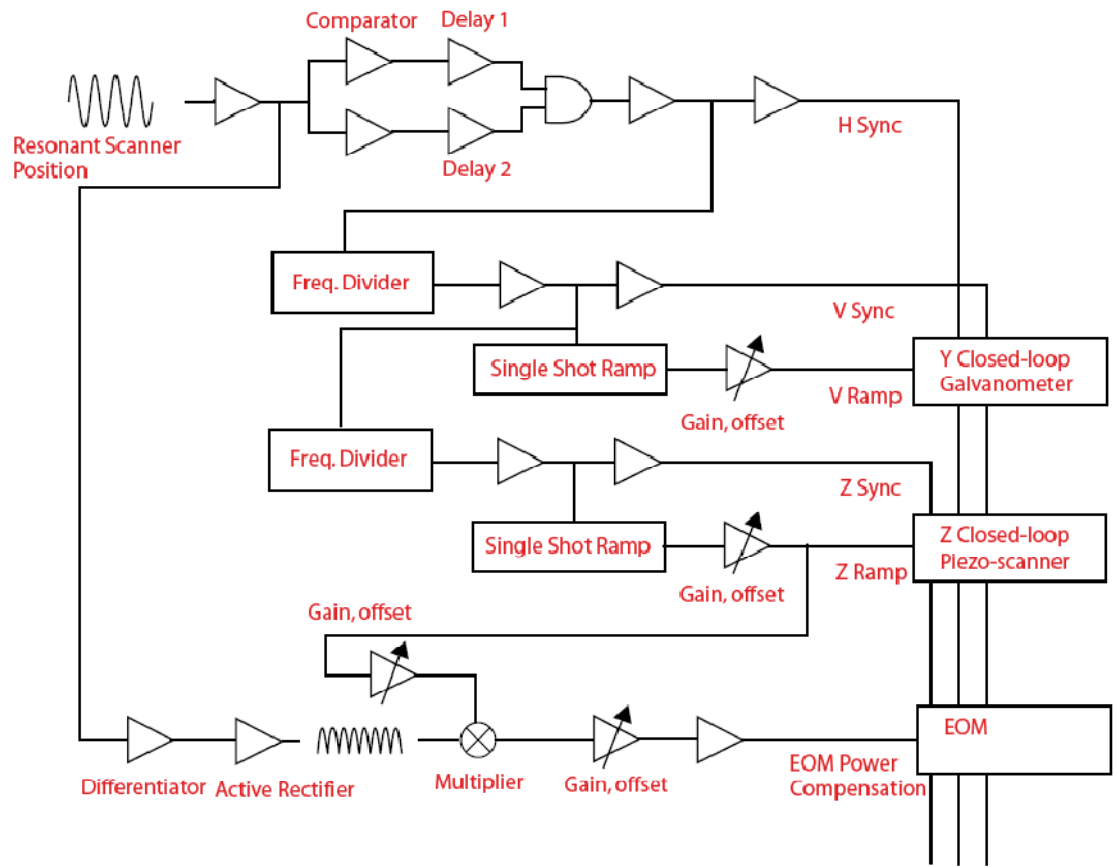 Comparator
Delay 1
Resonant Scanner
Position
Delay 2
H Sync
Freq. Divider
V Sync
Single Shot Ramp
Y Closed-loop
Galvanometer
V Ramp
Gain, offset
Freq. Divider
Z Sync
Single Shot Ramp
Z Closed-loop
Piezo-scanner
Z Ramp
Gain, offset
Gain, offset
EOM
Differentiator
Active Rectifier
Multiplier
Gain, offset
EOM Power
Compensation